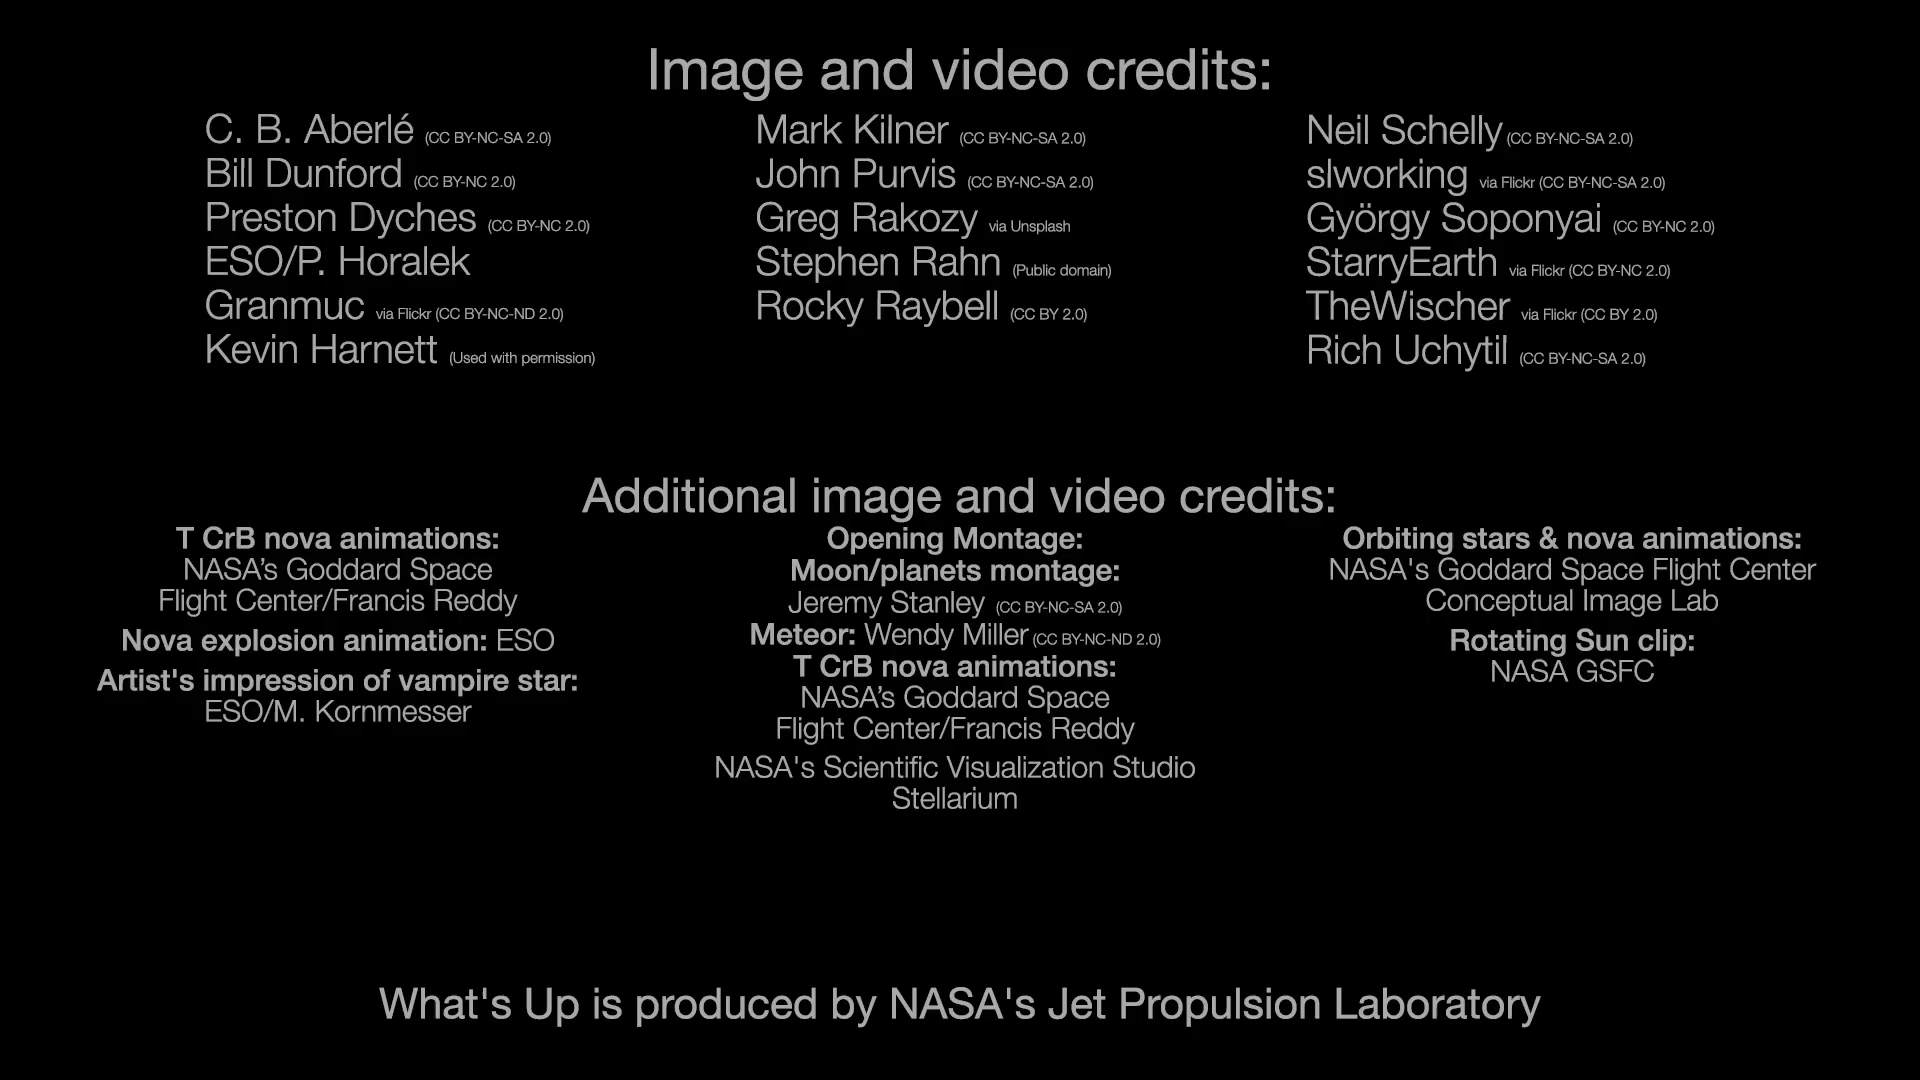 Image and video credits:
C. B. Aberlé (CC BY-NC-SA 2.0)
Bill Dunford (CC BY-NC 2.0)
Preston Dyches (CC BY-NC 2.0)
ESO/P. Horalek
Granmuc via Flickr (CC BY-NC-ND 2.0)
Kevin Harnett (Used with permission)
Mark Kilner (CC BY-NC-SA 2.0)
John Purvis (CC BY-NC-SA 2.0)
Greg Rakozy via Unsplash
Stephen Rahn (Public domain)
Rocky Raybell (CC BY 2.0)
Neil Schelly (CC BY-NC-SA 2.0)
slworking via Flickr (CC BY-NC-SA 2.0)
György Soponyai (CC BY-NC 2.0)
StarryEarth via Flickr (CC BY-NC 2.0)
TheWischer via Flickr (CC BY 2.0)
Rich Uchytil (CC BY-NC-SA 2.0)
Additional image and video credits:
T CrB nova animations:
NASA’s Goddard Space
Flight Center/Francis Reddy
Nova explosion animation: ESO
Artist's impression of vampire star:
ESO/M. Kornmesser
Opening Montage:
Moon/planets montage:
Jeremy Stanley (CC BY-NC-SA 2.0)
Meteor: Wendy Miller (CC BY-NC-ND 2.0)
T CrB nova animations:
NASA’s Goddard Space
Flight Center/Francis Reddy
NASA's Scientific Visualization Studio
Stellarium
Orbiting stars & nova animations:
NASA's Goddard Space Flight Center
Conceptual Image Lab
Rotating Sun clip:
NASA GSFC
What's Up is produced by NASA's Jet Propulsion Laboratory